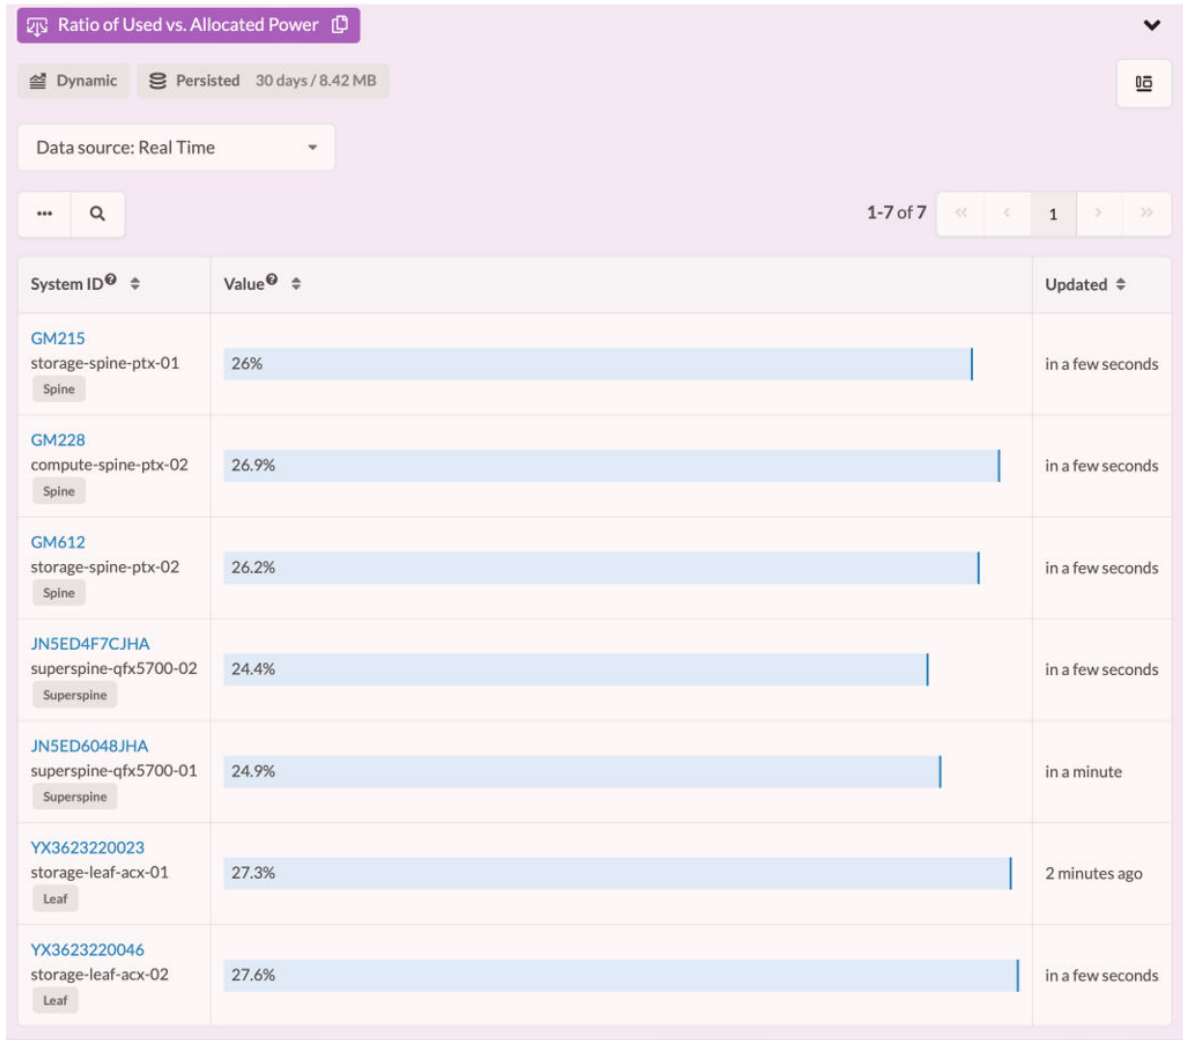 Ratio of Used vs. Allocated Power
Dynamic Persisted 30 days / 8.42 MB
Data source: Real Time
1-7 of 7 « ‹ 1 › »
System ID Value Updated
GM215
storage-spine-ptx-01
Spine
26%
in a few seconds
GM228
compute-spine-ptx-02
Spine
26.9%
in a few seconds
GM612
storage-spine-ptx-02
Spine
26.2%
in a few seconds
JN5ED4F7CJHA
superspine-qfx5700-02
Superspine
24.4%
in a few seconds
JN5ED6048JHA
superspine-qfx5700-01
Superspine
24.9%
in a minute
YX3623220023
storage-leaf-acx-01
Leaf
27.3%
2 minutes ago
YX3623220046
storage-leaf-acx-02
Leaf
27.6%
in a few seconds